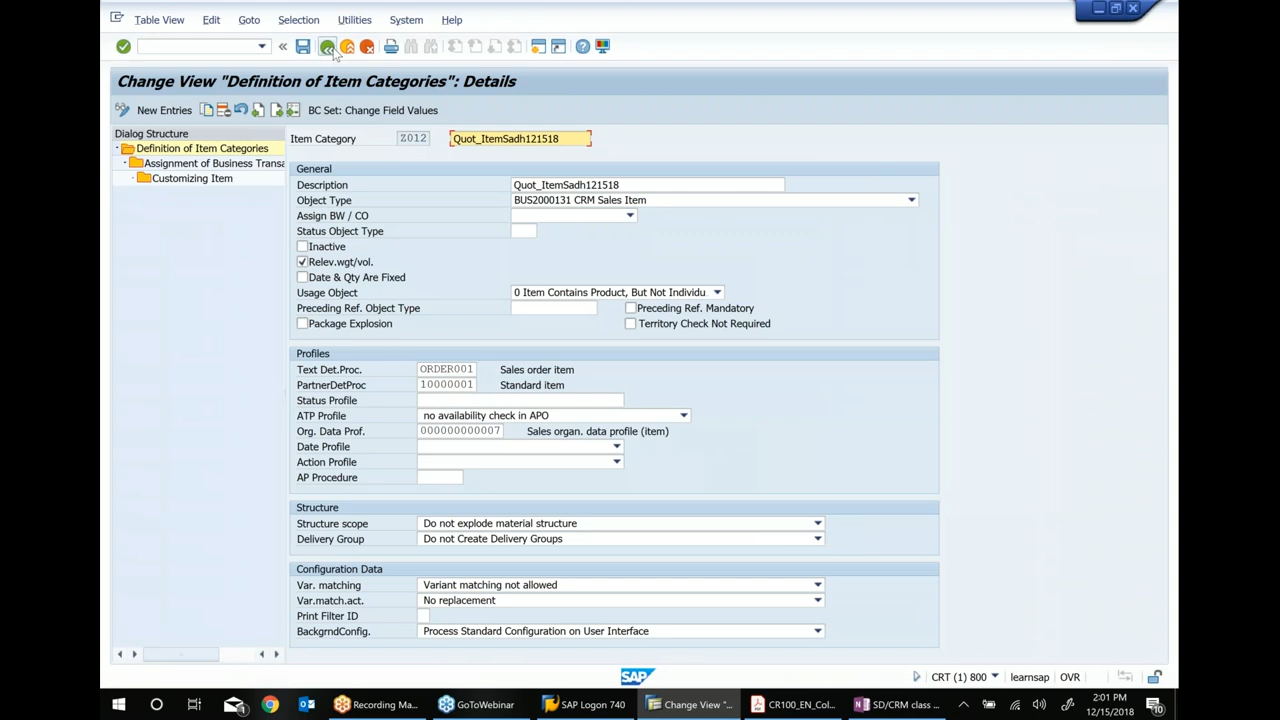 Table View Edit Goto Selection Utilities System Help
Change View "Definition of Item Categories": Details
New Entries BC Set: Change Field Values
Dialog Structure
Definition of Item Categories
Assignment of Business Transa
Customizing Item
Item Category Z012 Quot_ItemSadh121518
General
Description Quot_ItemSadh121518
Object Type BUS2000131 CRM Sales Item
Assign BW / CO
Status Object Type
Inactive
Relev.wgt/vol.
Date & Qty Are Fixed
Usage Object 0 Item Contains Product, But Not Individu
Preceding Ref. Object Type Preceding Ref. Mandatory
Package Explosion Territory Check Not Required
Profiles
Text Det.Proc. ORDER001 Sales order item
PartnerDetProc 10000001 Standard item
Status Profile
ATP Profile no availability check in APO
Org. Data Prof. 000000000007 Sales organ. data profile (item)
Date Profile
Action Profile
AP Procedure
Structure
Structure scope Do not explode material structure
Delivery Group Do not Create Delivery Groups
Configuration Data
Var. matching Variant matching not allowed
Var.match.act. No replacement
Print Filter ID
BackgrndConfig. Process Standard Configuration on User Interface
SAP CRT (1) 800 learnsap OVR
Recording Ma... GoToWebinar SAP Logon 740 Change View "... CR100_EN_Col... SD/CRM class ... 2:01 PM
12/15/2018 10